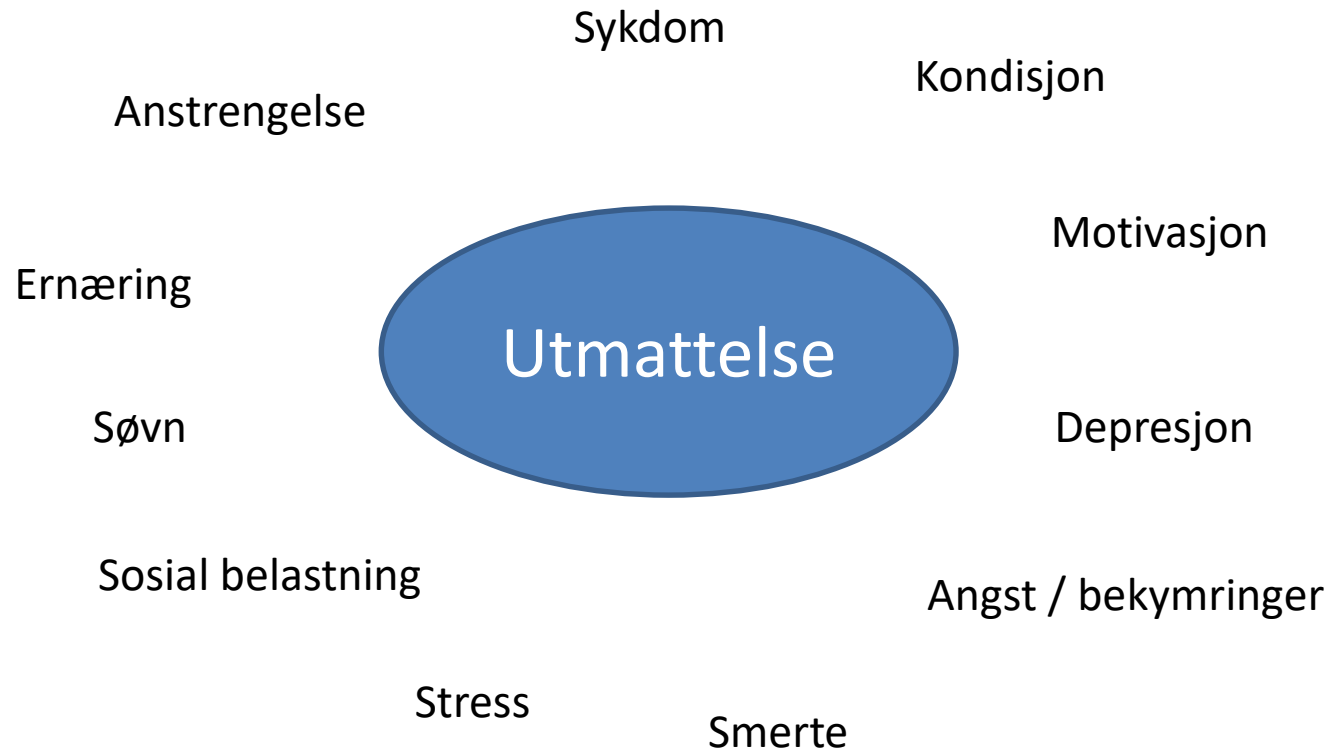 Sykdom
Kondisjon
Anstrengelse
Motivasjon
Ernæring
Utmattelse
Søvn
Depresjon
Sosial belastning
Angst / bekymringer
Stress
Smerte